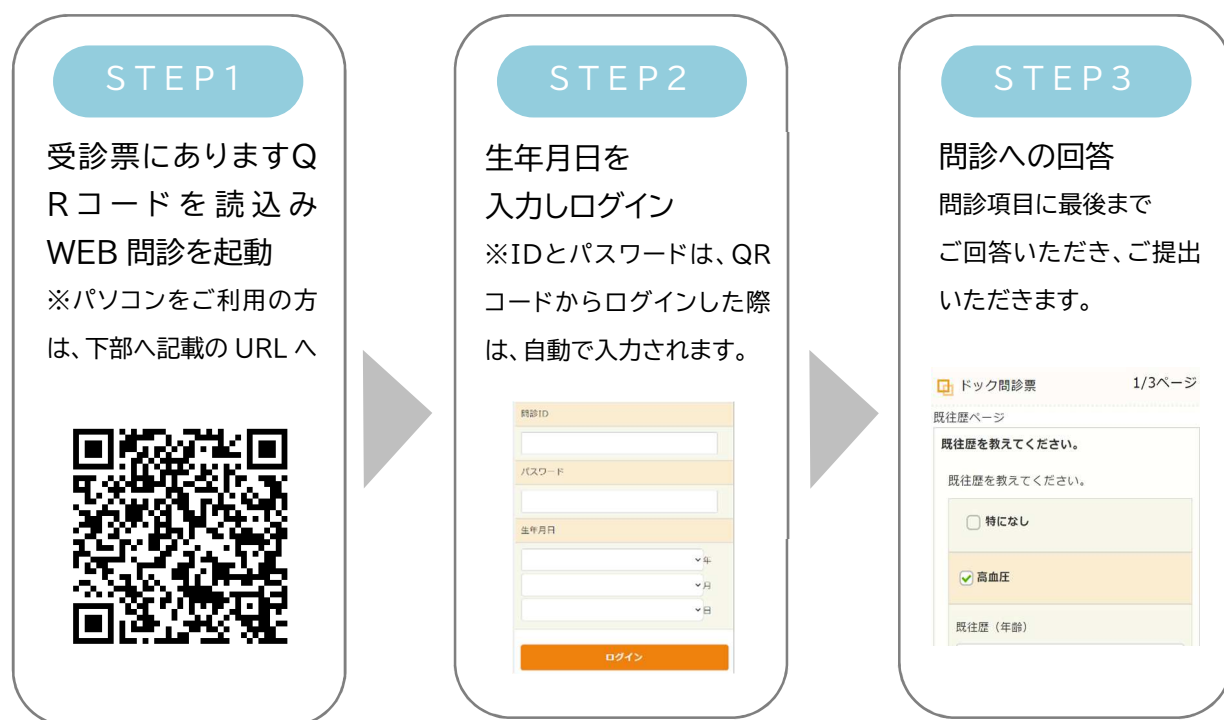 STEP1
受診票にありますQ
Rコードを読込み
WEB 問診を起動
※パソコンをご利用の方
は、下部へ記載の URL へ
STEP2
生年月日を
入力しログイン
※IDとパスワードは、QR
コードからログインした際
は、自動で入力されます。
問診ID
パスワード
生年月日
年
月
日
ログイン
STEP3
問診への回答
問診項目に最後まで
ご回答いただき、ご提出
いただきます。
ドック問診票 1/3ページ
既往歴ページ
既往歴を教えてください。
既往歴を教えてください。
特になし
高血圧
既往歴（年齢）